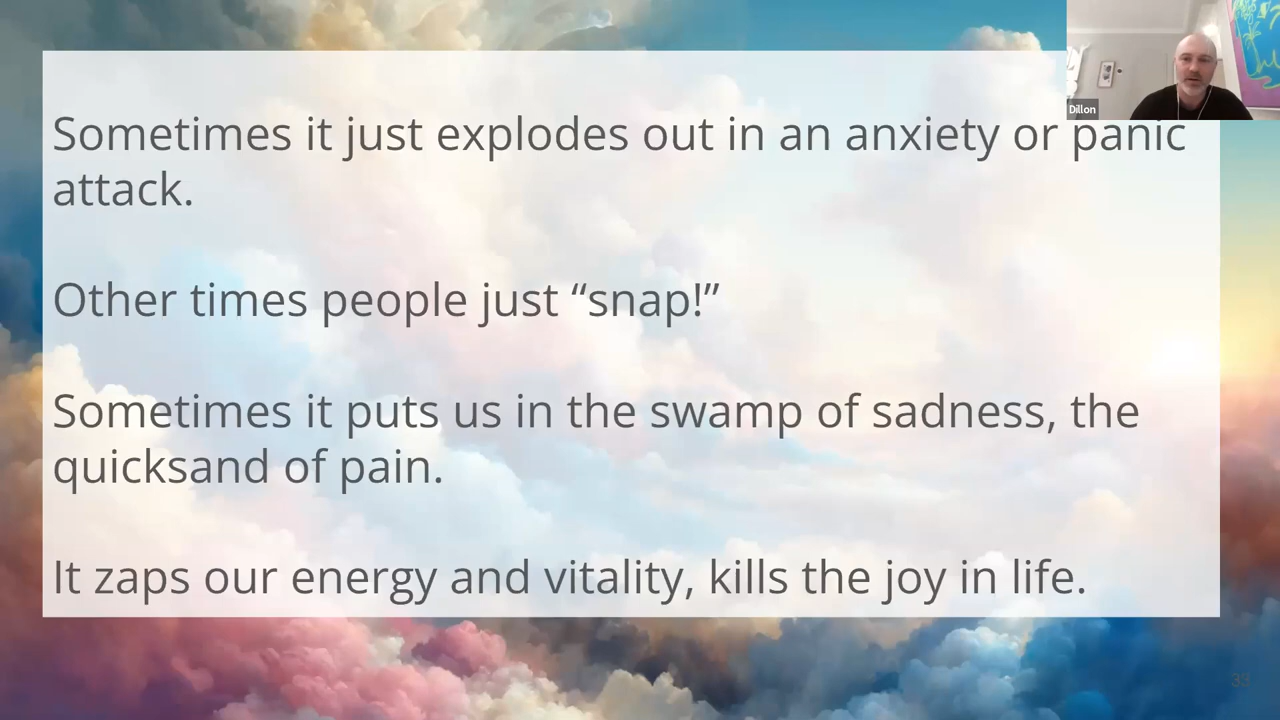 Dillon
Sometimes it just explodes out in an anxiety or panic
attack.
Other times people just “snap!”
Sometimes it puts us in the swamp of sadness, the
quicksand of pain.
It zaps our energy and vitality, kills the joy in life.
33